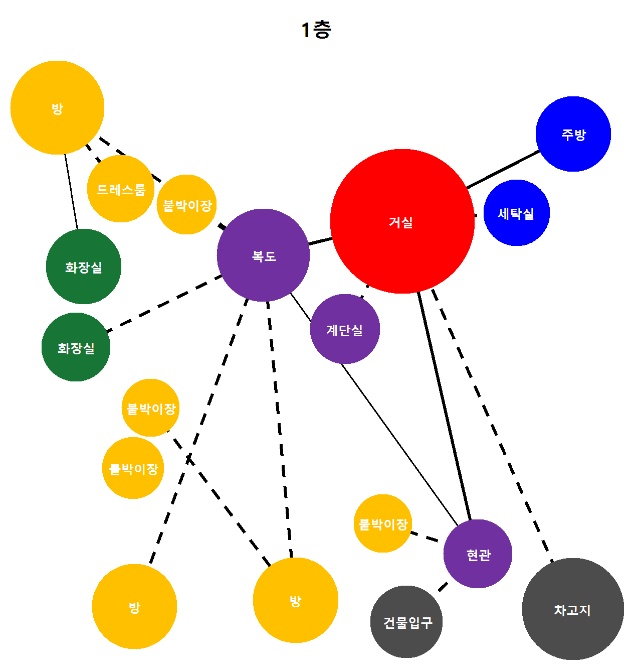 1층
방
주방
드레스룸
붙박이장
세탁실
거실
복도
화장실
계단실
화장실
붙박이장
붙박이장
붙박이장
현관
방
방
건물입구
차고지